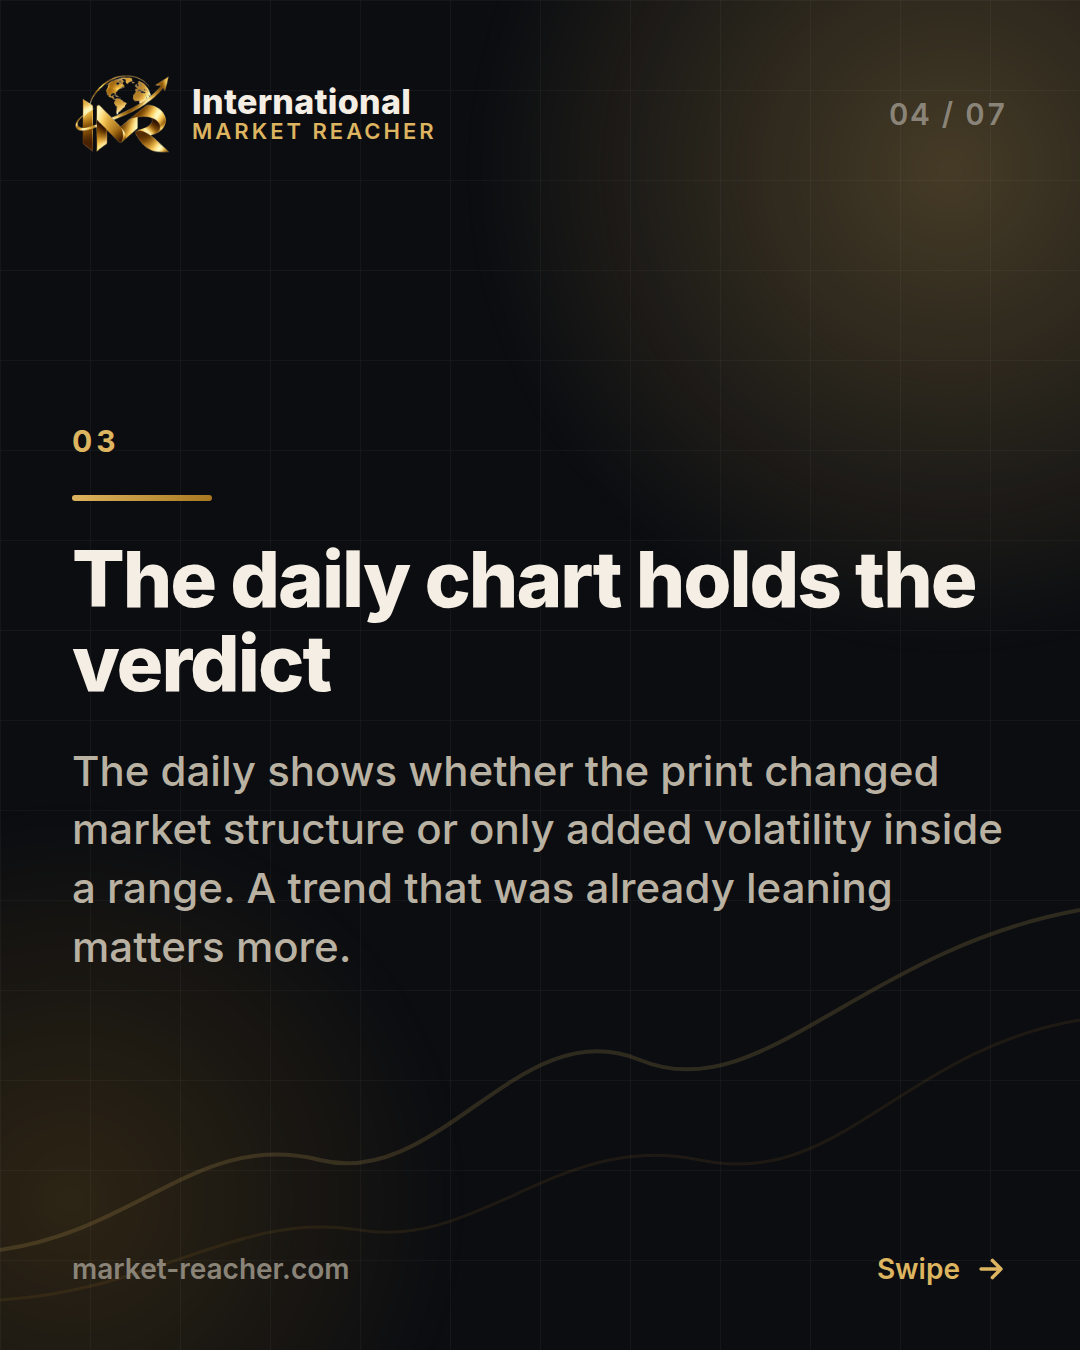 IMR
International
MARKET REACHER
04 / 07
03
The daily chart holds the
verdict
The daily shows whether the print changed
market structure or only added volatility inside
a range. A trend that was already leaning
matters more.
market-reacher.com
Swipe →